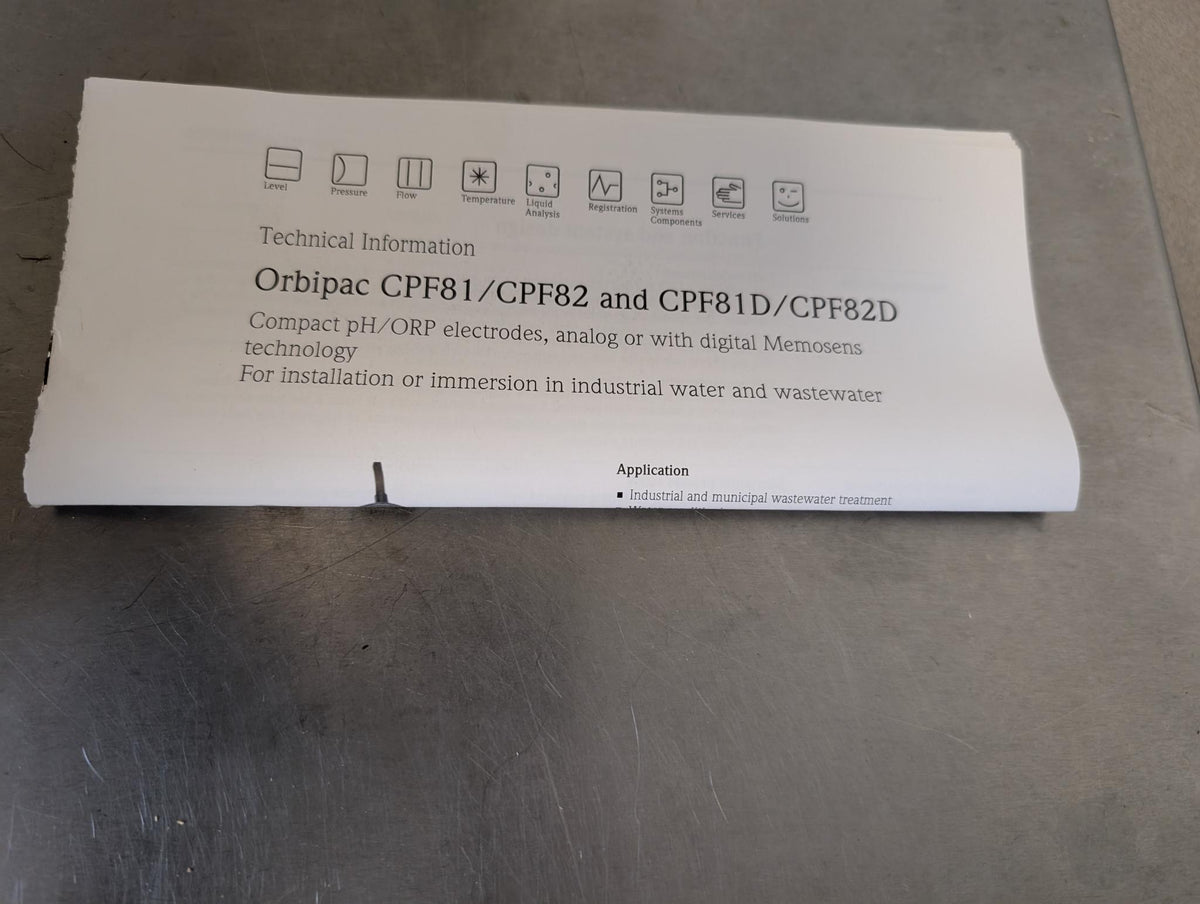 Level Pressure Flow Temperature Liquid Analysis Registration Systems Components Services Solutions
Technical Information
Orbipac CPF81/CPF82 and CPF81D/CPF82D
Compact pH/ORP electrodes, analog or with digital Memosens
technology
For installation or immersion in industrial water and wastewater
Application
▪ Industrial and municipal wastewater treatment